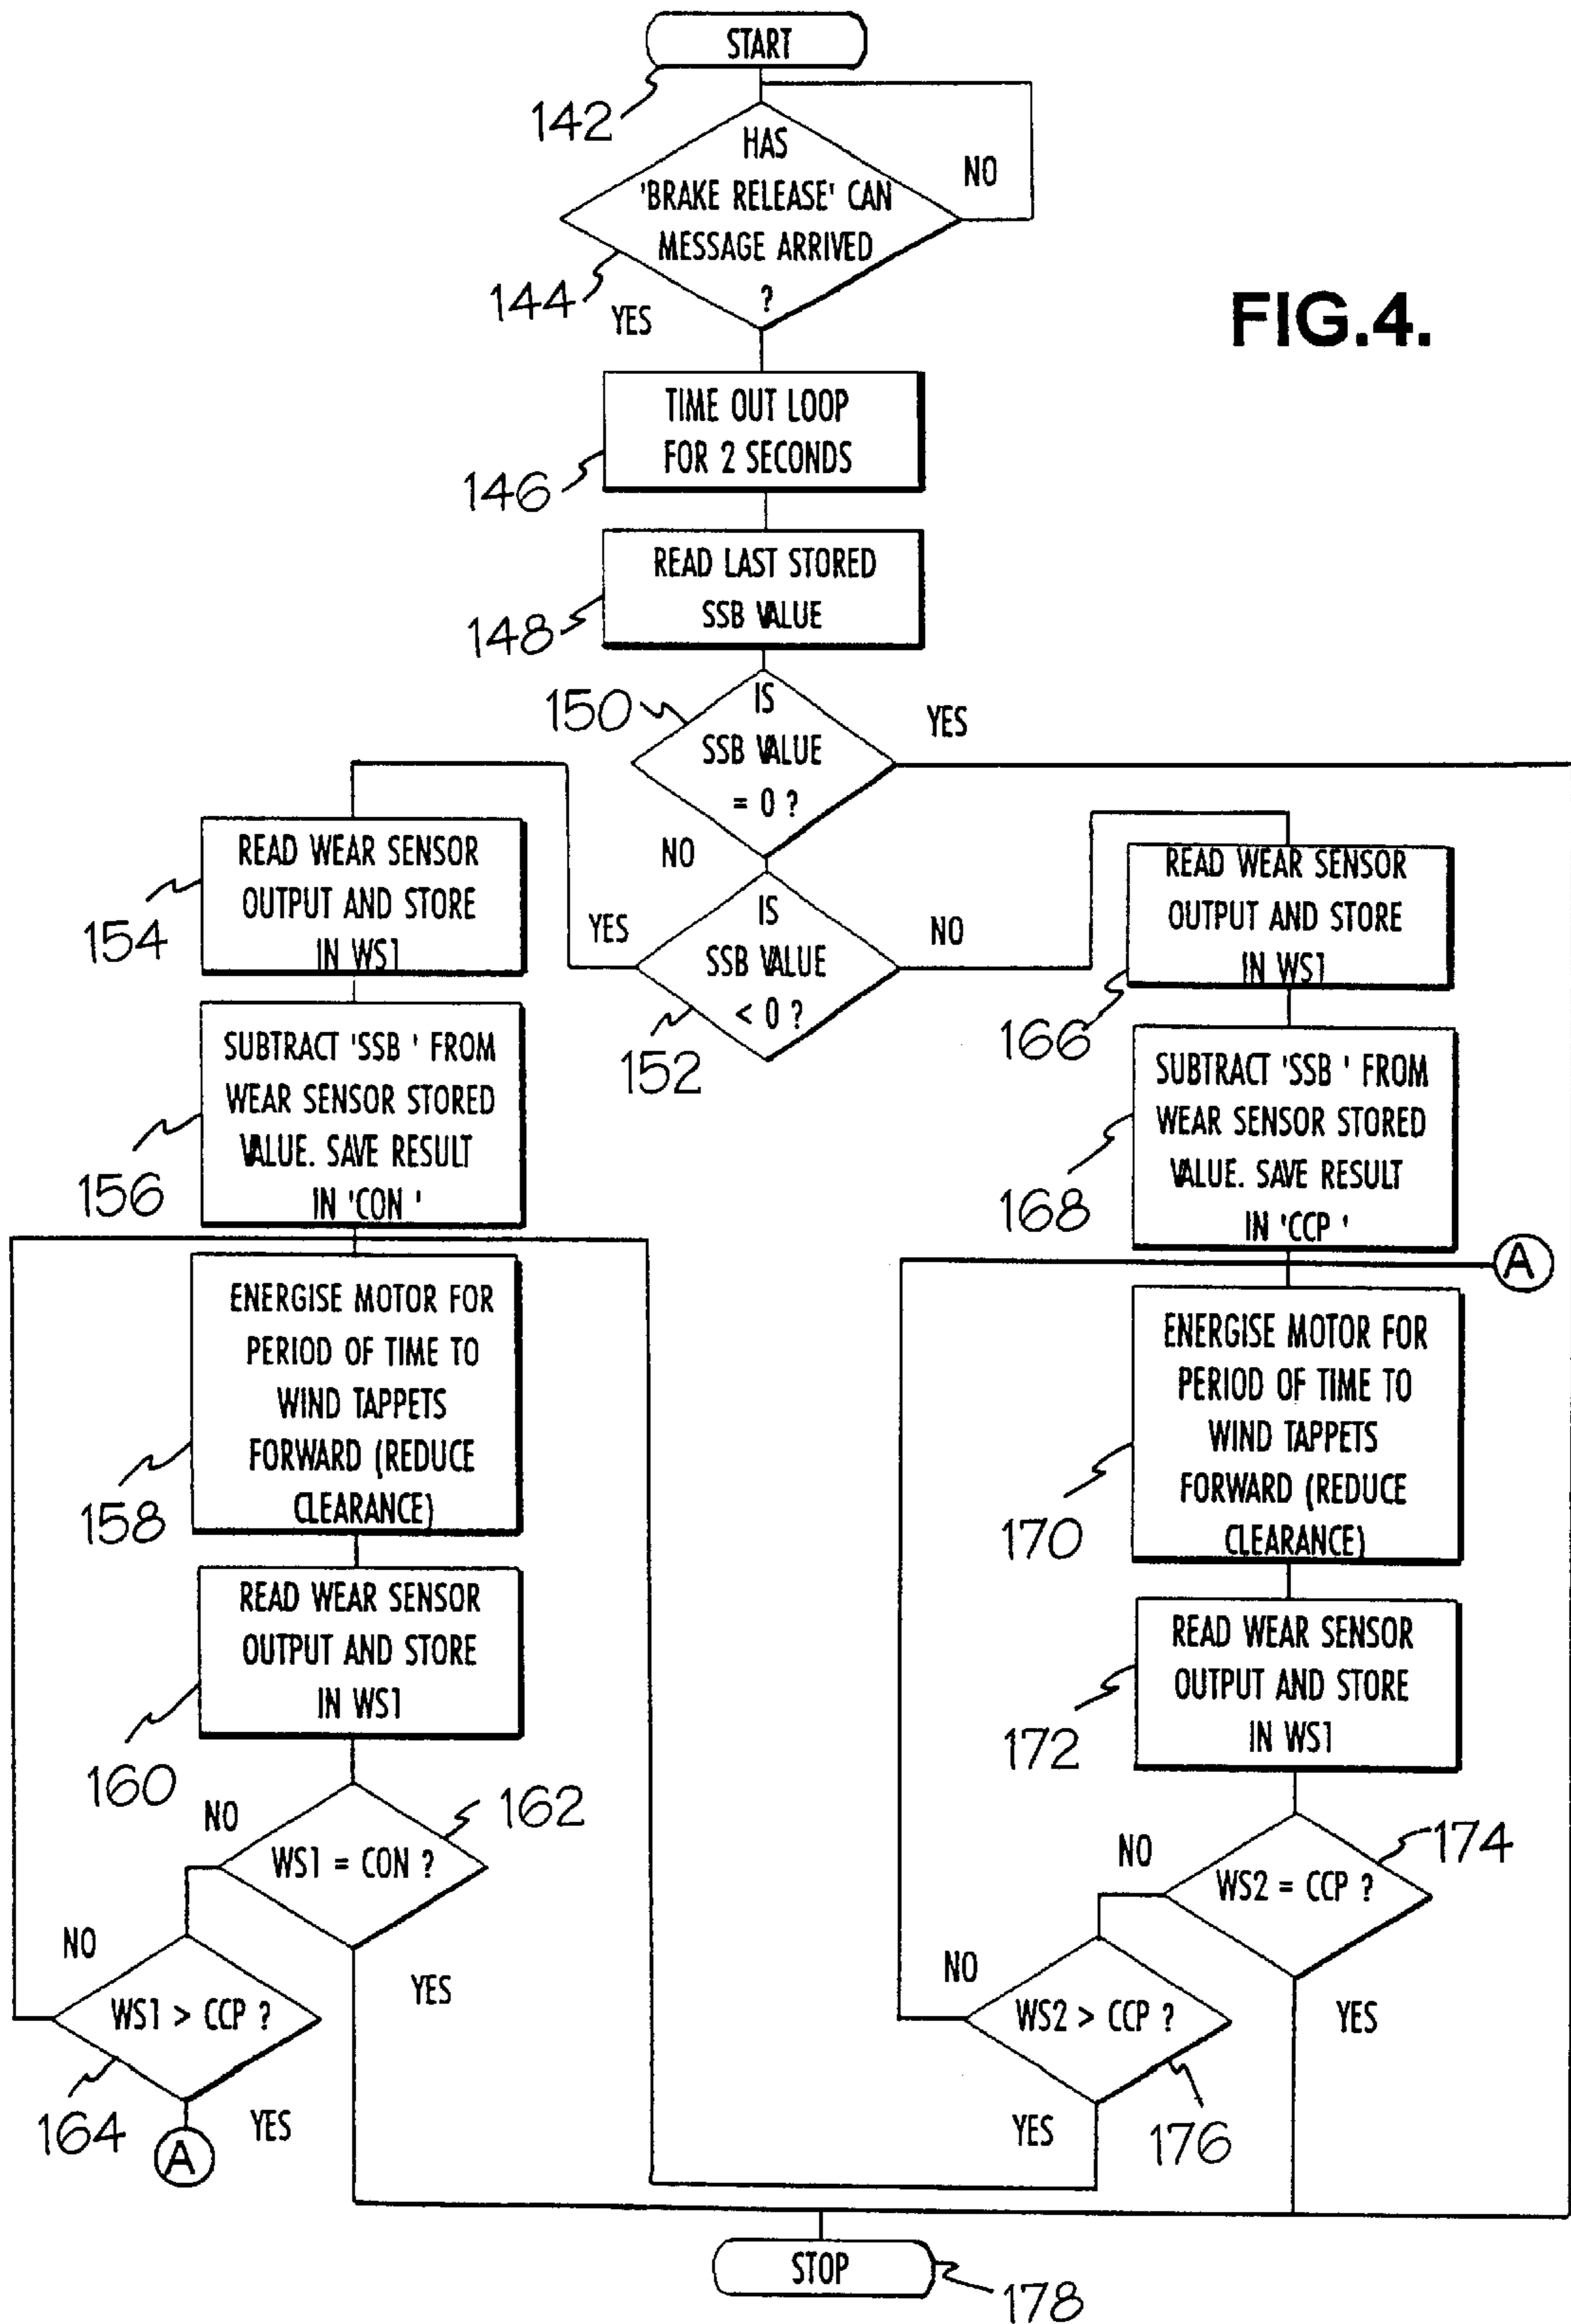 START
142
HAS
'BRAKE RELEASE' CAN
MESSAGE ARRIVED
?
NO
144
YES
FIG.4.
TIME OUT LOOP
FOR 2 SECONDS
146
READ LAST STORED
SSB VALUE
148
150
IS
SSB VALUE
= 0 ?
YES
NO
IS
SSB VALUE
< 0 ?
YES
NO
152
READ WEAR SENSOR
OUTPUT AND STORE
IN WS1
154
SUBTRACT 'SSB ' FROM
WEAR SENSOR STORED
VALUE. SAVE RESULT
IN 'CON '
156
ENERGISE MOTOR FOR
PERIOD OF TIME TO
WIND TAPPETS
FORWARD (REDUCE
CLEARANCE)
158
READ WEAR SENSOR
OUTPUT AND STORE
IN WS1
160
NO
162
WS1 = CON ?
YES
NO
WS1 > CCP ?
164
YES
A
READ WEAR SENSOR
OUTPUT AND STORE
IN WS1
166
SUBTRACT 'SSB ' FROM
WEAR SENSOR STORED
VALUE. SAVE RESULT
IN 'CCP '
168
A
ENERGISE MOTOR FOR
PERIOD OF TIME TO
WIND TAPPETS
FORWARD (REDUCE
CLEARANCE)
170
READ WEAR SENSOR
OUTPUT AND STORE
IN WS1
172
NO
174
WS2 = CCP ?
YES
NO
WS2 > CCP ?
YES
176
STOP
178